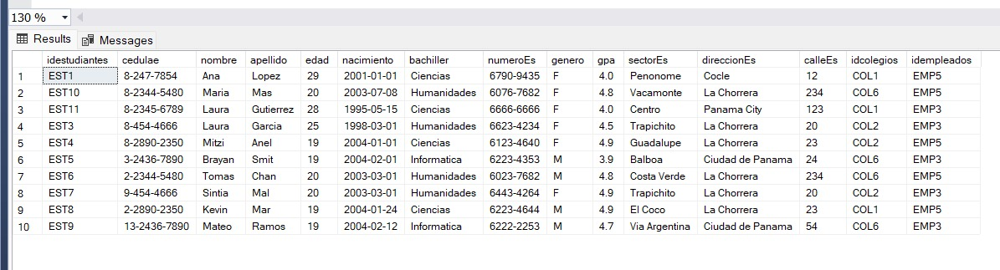 130 %
Results Messages
idestudiantes cedulae nombre apellido edad nacimiento bachiller numeroEs genero gpa sectorEs direccionEs calleEs idcolegios idempleados
1 EST1 8-247-7854 Ana Lopez 29 2001-01-01 Ciencias 6790-9435 F 4.0 Penonome Cocle 12 COL1 EMP5
2 EST10 8-2344-5480 Maria Mas 20 2003-07-08 Humanidades 6076-7682 F 4.8 Vacamonte La Chorrera 234 COL6 EMP5
3 EST11 8-2345-6789 Laura Gutierrez 28 1995-05-15 Ciencias 6666-6666 F 4.0 Centro Panama City 123 COL1 EMP3
4 EST3 8-454-4666 Laura Garcia 25 1998-03-01 Humanidades 6623-4234 F 4.5 Trapichito La Chorrera 20 COL2 EMP3
5 EST4 8-2890-2350 Mitzi Anel 19 2004-01-01 Ciencias 6123-4640 F 4.9 Guadalupe La Chorrera 23 COL2 EMP5
6 EST5 3-2436-7890 Brayan Smit 19 2004-02-01 Informatica 6223-4353 M 3.9 Balboa Ciudad de Panama 24 COL6 EMP3
7 EST6 2-2344-5480 Tomas Chan 20 2003-03-01 Humanidades 6023-7682 M 4.8 Costa Verde La Chorrera 234 COL6 EMP5
8 EST7 9-454-4666 Sintia Mal 20 2003-03-01 Humanidades 6443-4264 F 4.9 Trapichito La Chorrera 20 COL2 EMP3
9 EST8 2-2890-2350 Kevin Mar 19 2004-01-24 Ciencias 6223-4644 M 4.9 El Coco La Chorrera 23 COL1 EMP5
10 EST9 13-2436-7890 Mateo Ramos 19 2004-02-12 Informatica 6222-2253 M 4.7 Via Argentina Ciudad de Panama 54 COL6 EMP3